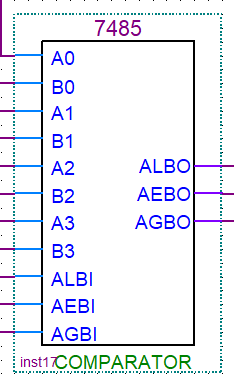 7485
A0
B0
A1
B1
A2
ALBO
B2
AEBO
A3
AGBO
B3
ALBI
AEBI
AGBI
inst17
COMPARATOR